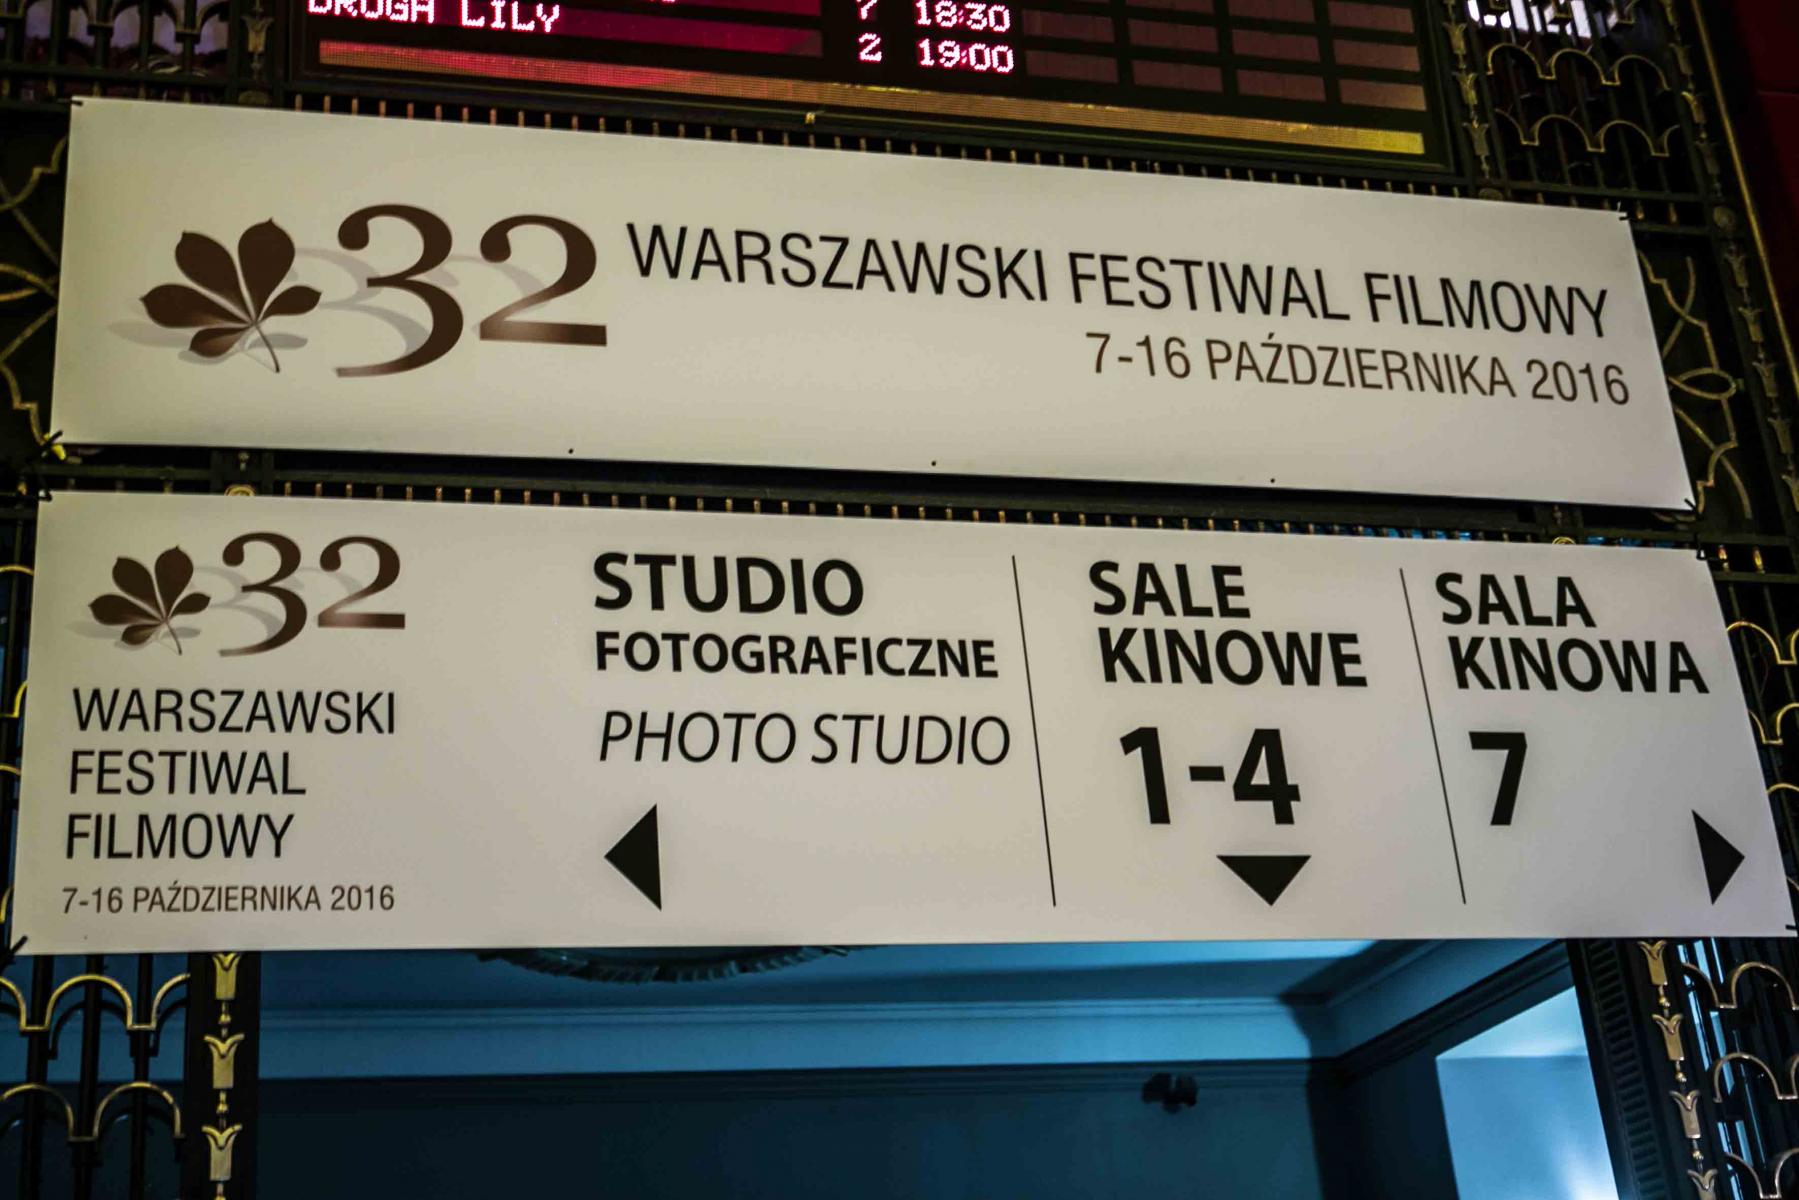 DROGA LILY 7 18:30
2 19:00
32 WARSZAWSKI FESTIWAL FILMOWY
7-16 PAŹDZIERNIKA 2016
32
WARSZAWSKI
FESTIWAL
FILMOWY
7-16 PAŹDZIERNIKA 2016
STUDIO
FOTOGRAFICZNE
PHOTO STUDIO
SALE
KINOWE
1-4
SALA
KINOWA
7